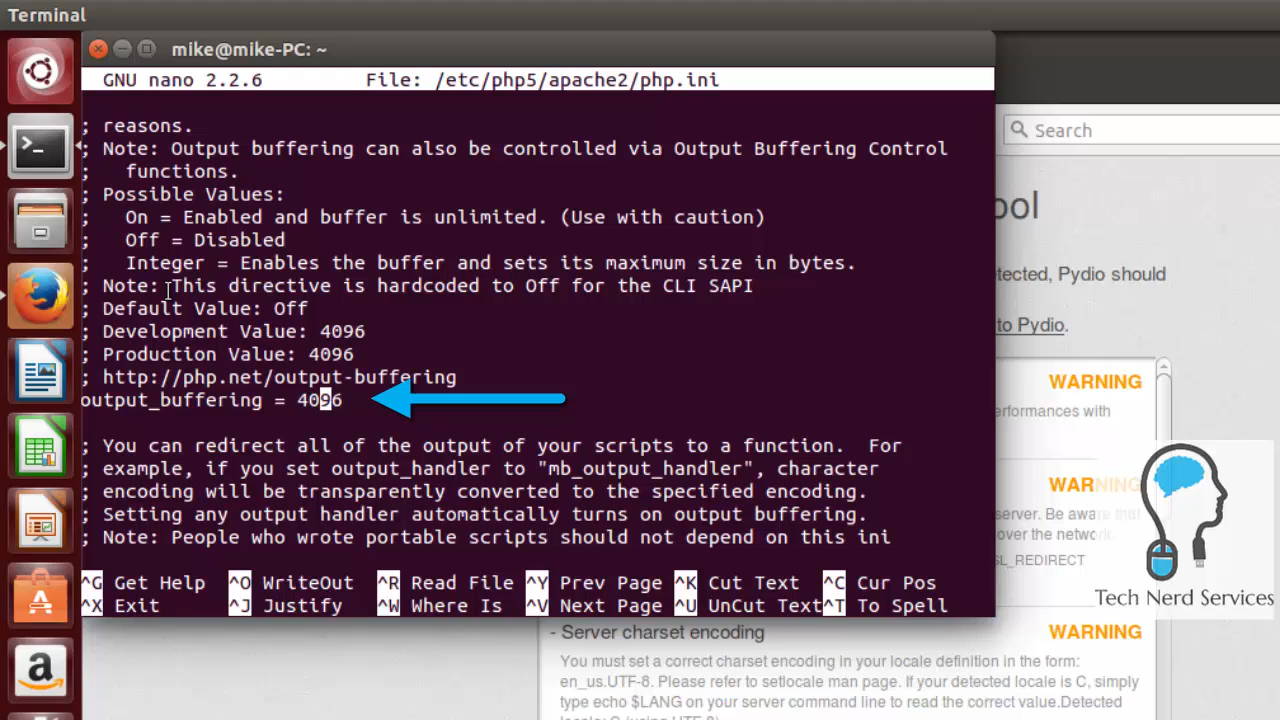 Terminal
mike@mike-PC: ~
GNU nano 2.2.6 File: /etc/php5/apache2/php.ini
; reasons.
; Note: Output buffering can also be controlled via Output Buffering Control
; functions.
; Possible Values:
; On = Enabled and buffer is unlimited. (Use with caution)
; Off = Disabled
; Integer = Enables the buffer and sets its maximum size in bytes.
; Note: This directive is hardcoded to Off for the CLI SAPI
; Default Value: Off
; Development Value: 4096
; Production Value: 4096
; http://php.net/output-buffering
output_buffering = 4096
; You can redirect all of the output of your scripts to a function. For
; example, if you set output_handler to "mb_output_handler", character
; encoding will be transparently converted to the specified encoding.
; Setting any output handler automatically turns on output buffering.
; Note: People who wrote portable scripts should not depend on this ini
^G Get Help ^O WriteOut ^R Read File ^Y Prev Page ^K Cut Text ^C Cur Pos
^X Exit ^J Justify ^W Where Is ^V Next Page ^U UnCut Text ^T To Spell
Search
ool
etected, Pydio should
to Pydio.
WARNING
erformances with
WARNING
server. Be aware that
over the network
SL_REDIRECT
Tech Nerd Services
- Server charset encoding WARNING
You must set a correct charset encoding in your locale definition in the form:
en_us.UTF-8. Please refer to setlocale man page. If your detected locale is C, simply
type echo $LANG on your server command line to read the correct value.Detected
locale: C (using UTF-8)